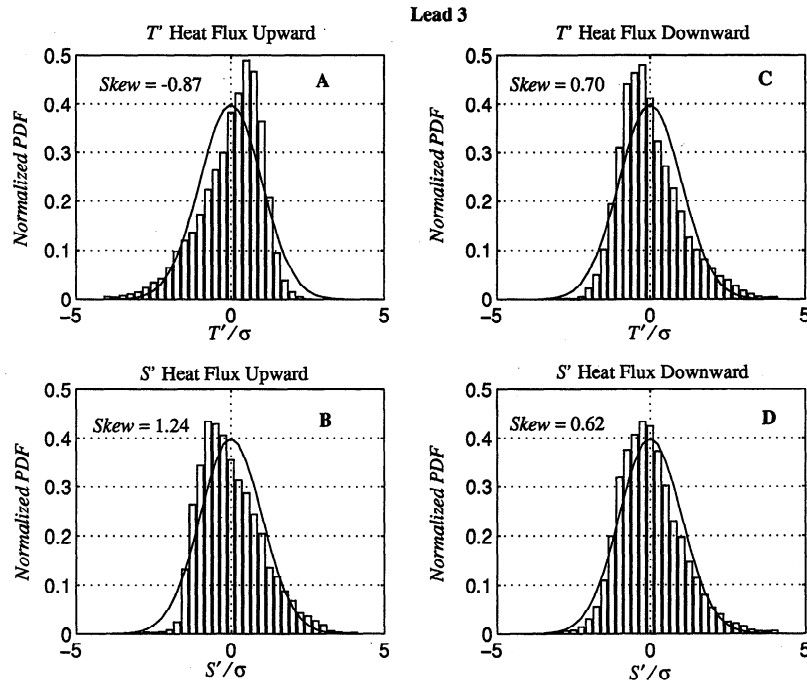 Lead 3
T' Heat Flux Upward
Skew = -0.87
A
Normalized PDF
0.5
0.4
0.3
0.2
0.1
0
-5
0
5
T'/σ
T' Heat Flux Downward
Skew = 0.70
C
Normalized PDF
0.5
0.4
0.3
0.2
0.1
0
-5
0
5
T'/σ
S' Heat Flux Upward
Skew = 1.24
B
Normalized PDF
0.5
0.4
0.3
0.2
0.1
0
-5
0
5
S'/σ
S' Heat Flux Downward
Skew = 0.62
D
Normalized PDF
0.5
0.4
0.3
0.2
0.1
0
-5
0
5
S'/σ